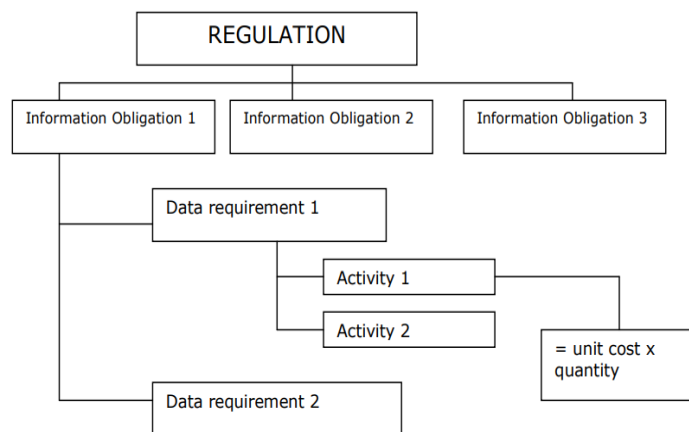 REGULATION
Information Obligation 1
Information Obligation 2
Information Obligation 3
Data requirement 1
Activity 1
Activity 2
= unit cost x
quantity
Data requirement 2